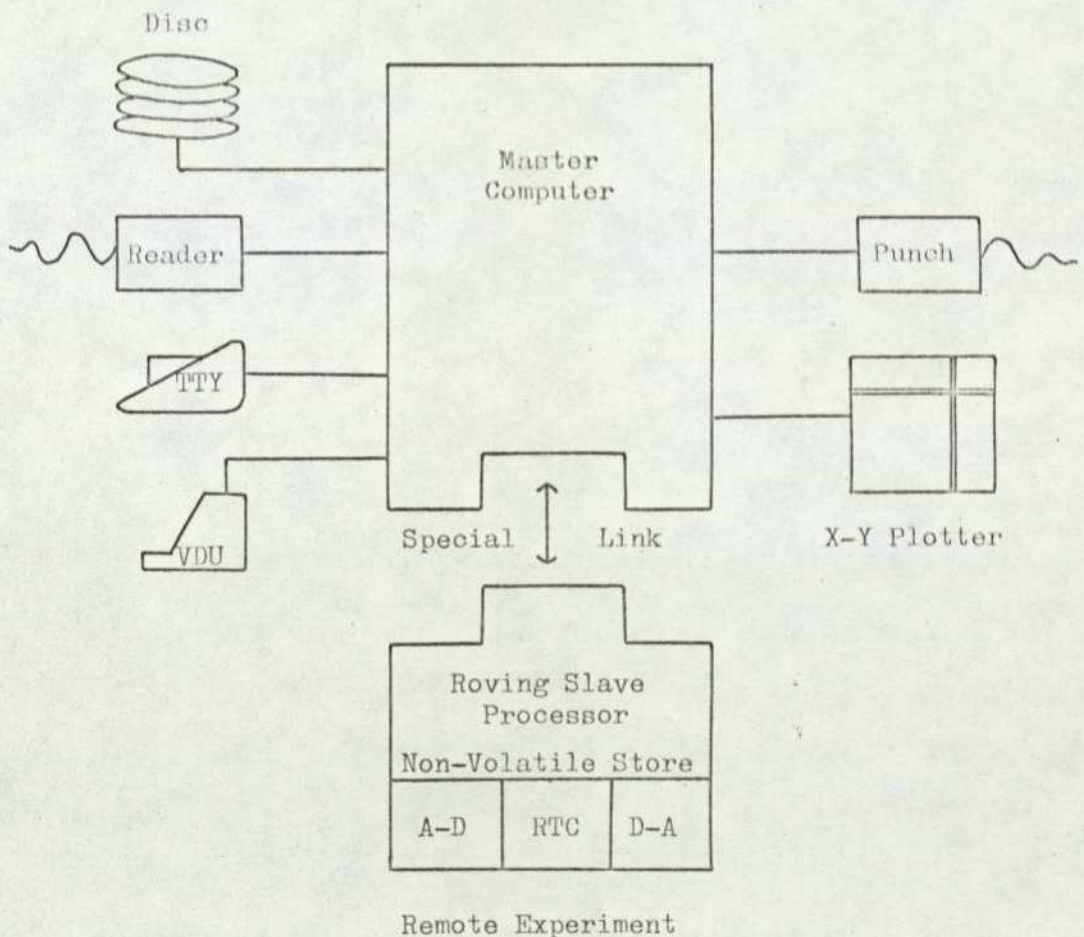 Disc
Master
Computer
Reader
Punch
TTY
VDU
Special Link
X-Y Plotter
Roving Slave
Processor
Non-Volatile Store
A-D RTC D-A
Remote Experiment